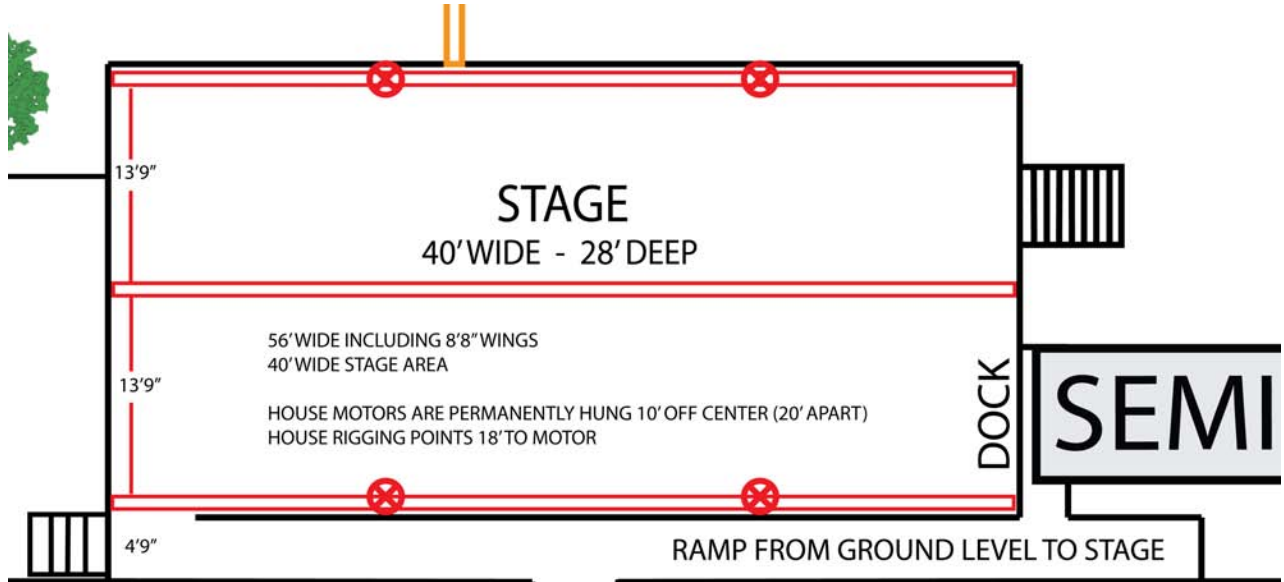 13'9"
STAGE
40' WIDE - 28' DEEP
56' WIDE INCLUDING 8'8" WINGS
40' WIDE STAGE AREA
13'9"
HOUSE MOTORS ARE PERMANENTLY HUNG 10' OFF CENTER (20' APART)
HOUSE RIGGING POINTS 18' TO MOTOR
DOCK
SEMI
4'9"
RAMP FROM GROUND LEVEL TO STAGE